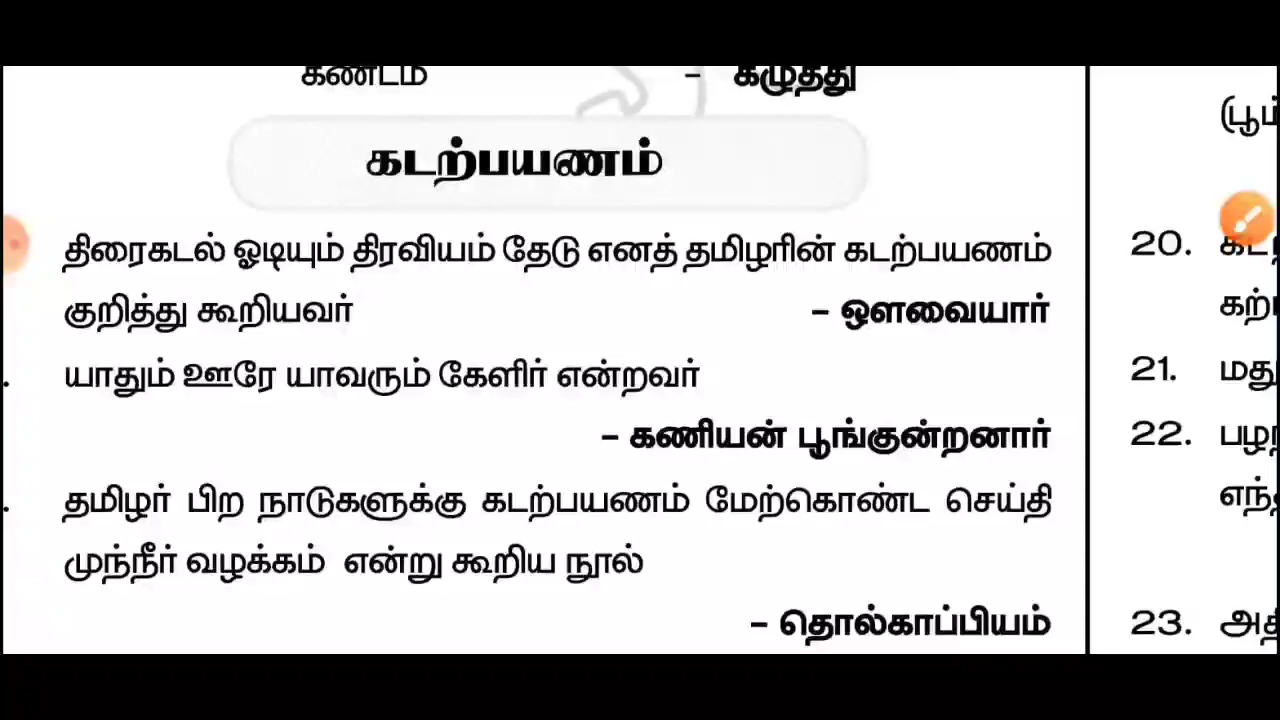 கண்டம் – கழுத்து
கடற்பயணம்
திரைகடல் ஓடியும் திரவியம் தேடு எனத் தமிழரின் கடற்பயணம்
குறித்து கூறியவர் – ஔவையார்
யாதும் ஊரே யாவரும் கேளிர் என்றவர்
– கணியன் பூங்குன்றனார்
தமிழர் பிற நாடுகளுக்கு கடற்பயணம் மேற்கொண்ட செய்தி
முந்நீர் வழக்கம் என்று கூறிய நூல்
– தொல்காப்பியம்
20.
21.
22.
23.